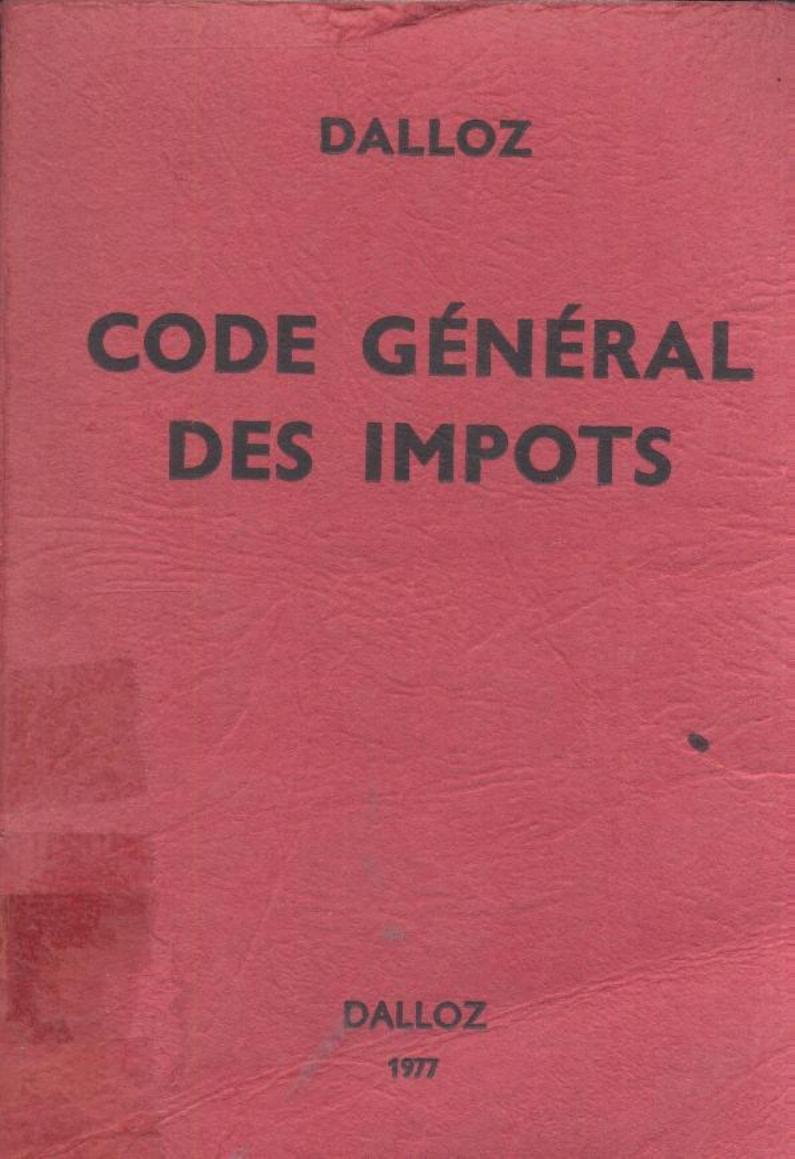 DALLOZ
CODE GÉNÉRAL
DES IMPOTS
DALLOZ
1977